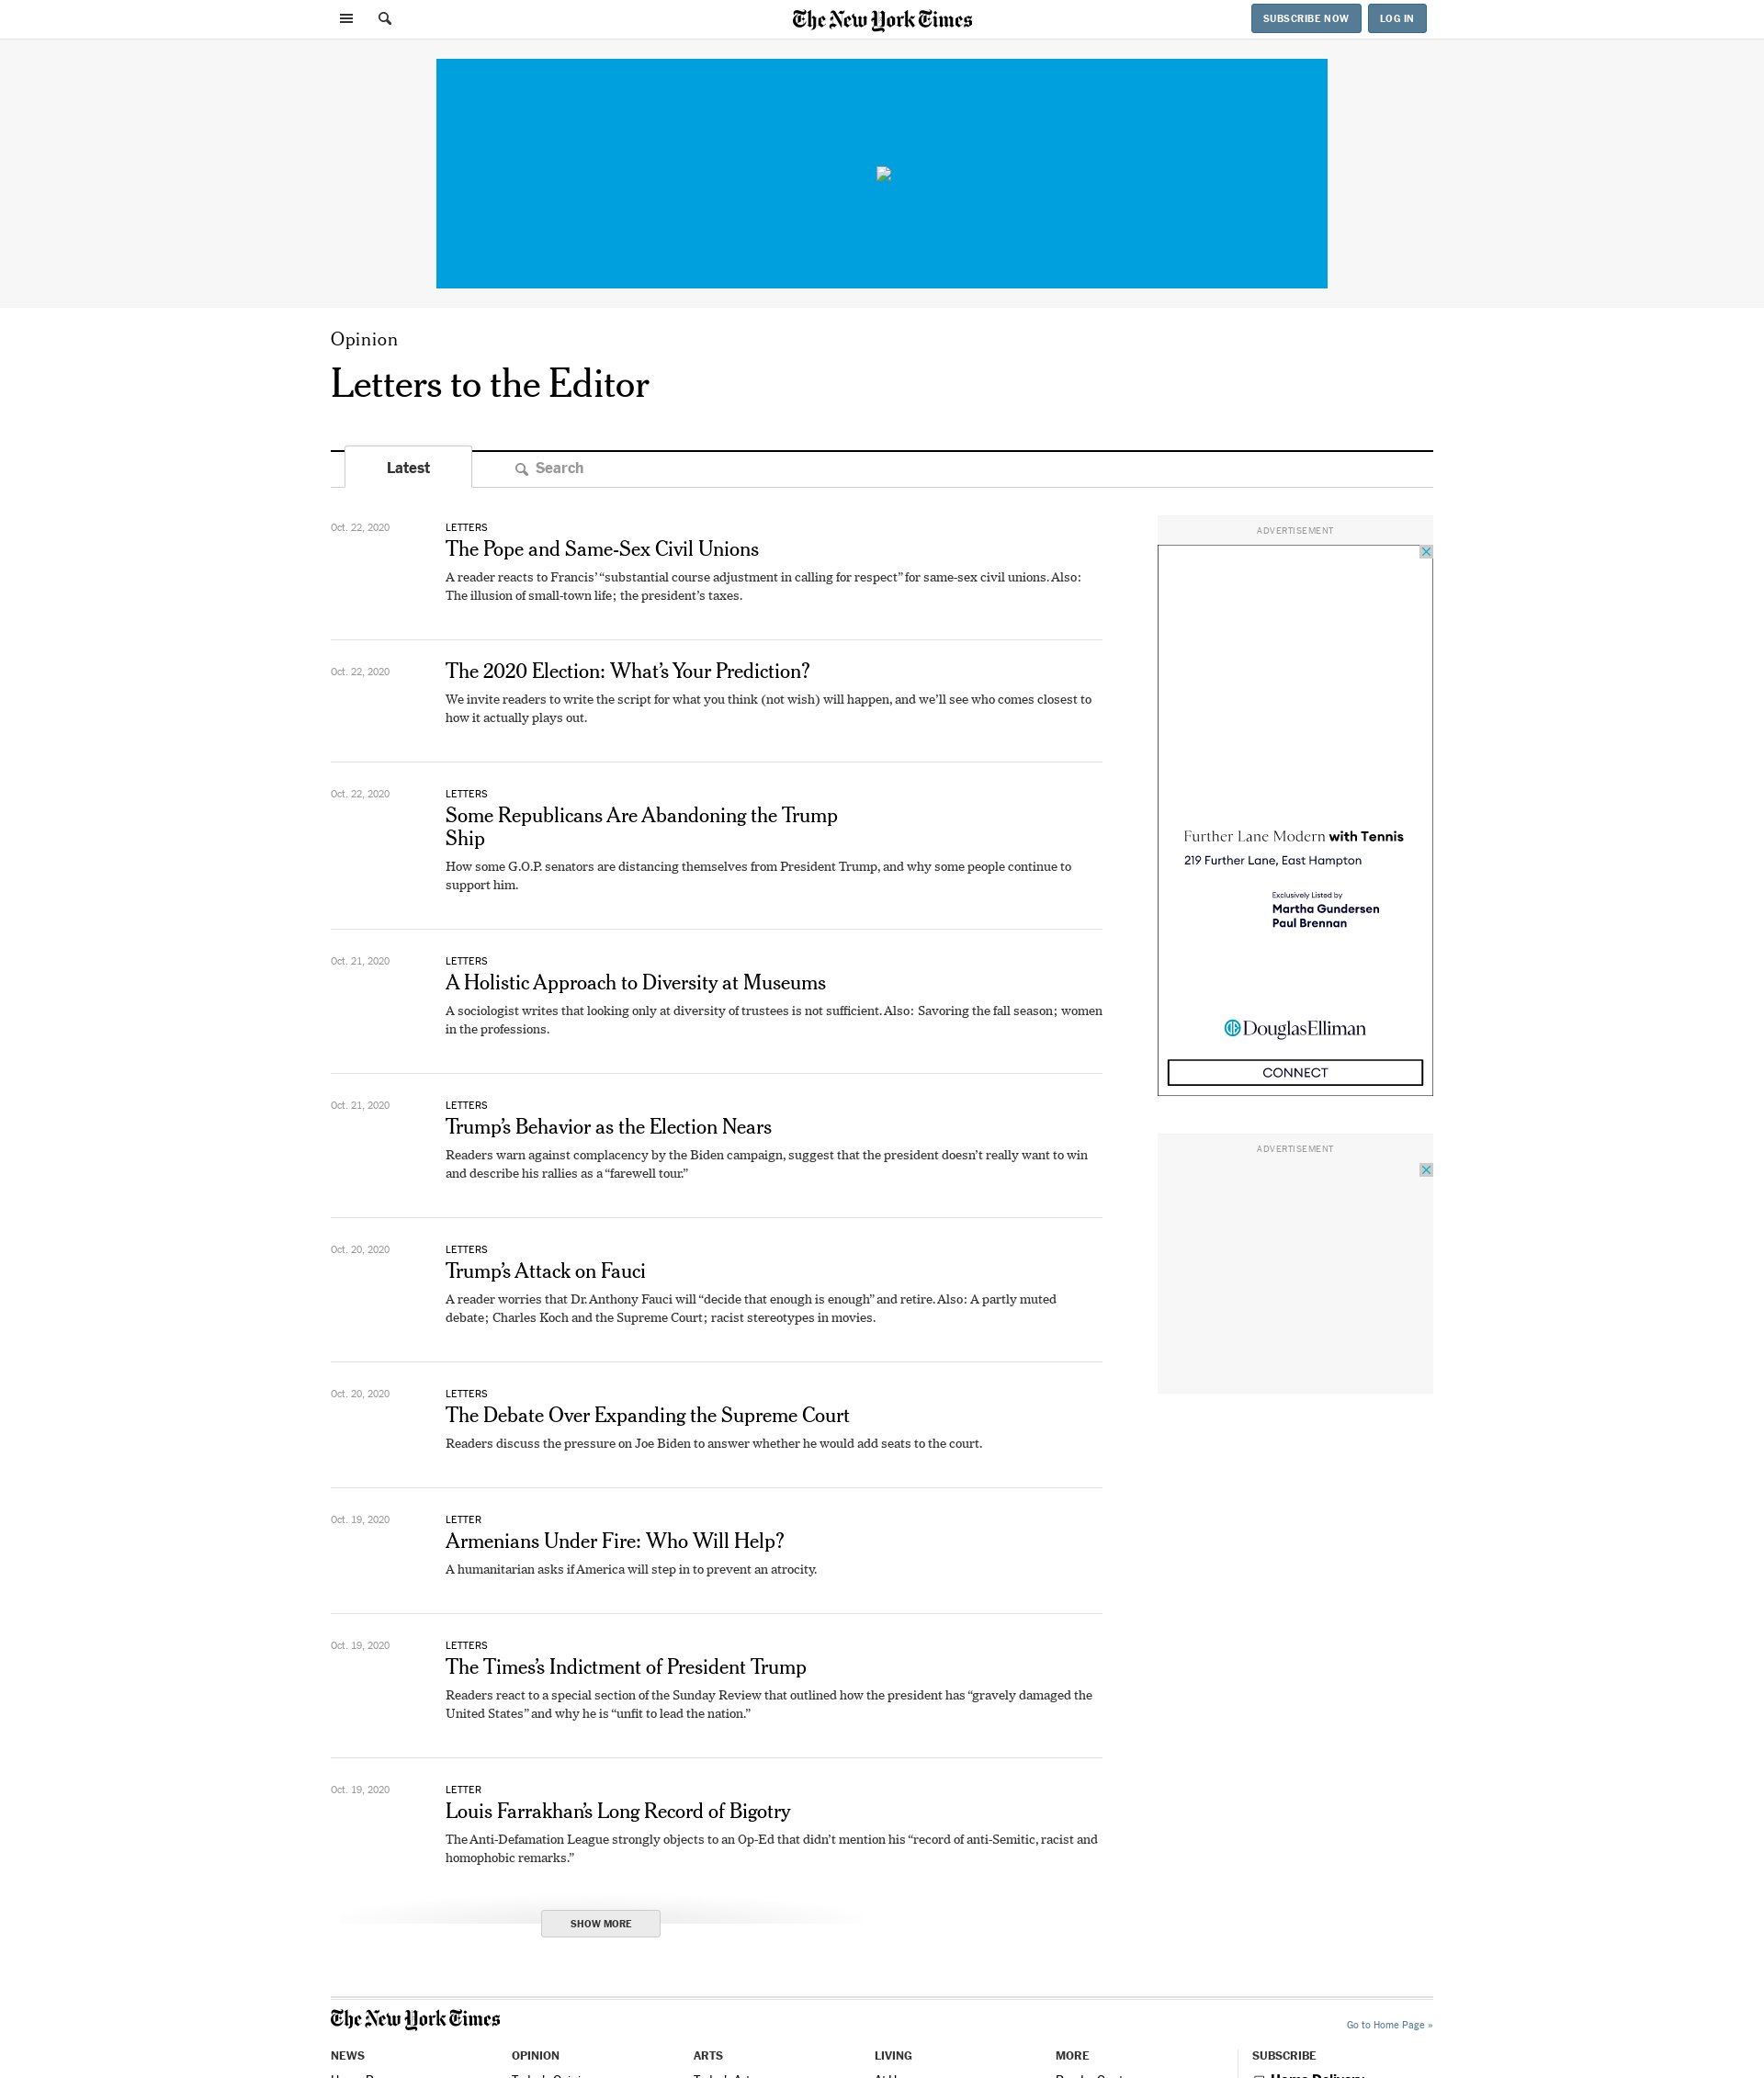 The New York Times
SUBSCRIBE NOW
LOG IN
Opinion
Letters to the Editor
Latest
Search
Oct. 22, 2020
LETTERS
The Pope and Same-Sex Civil Unions
A reader reacts to Francis’ “substantial course adjustment in calling for respect” for same-sex civil unions. Also:
The illusion of small-town life; the president’s taxes.
Oct. 22, 2020
The 2020 Election: What’s Your Prediction?
We invite readers to write the script for what you think (not wish) will happen, and we’ll see who comes closest to
how it actually plays out.
Oct. 22, 2020
LETTERS
Some Republicans Are Abandoning the Trump
Ship
How some G.O.P. senators are distancing themselves from President Trump, and why some people continue to
support him.
Oct. 21, 2020
LETTERS
A Holistic Approach to Diversity at Museums
A sociologist writes that looking only at diversity of trustees is not sufficient. Also: Savoring the fall season; women
in the professions.
Oct. 21, 2020
LETTERS
Trump’s Behavior as the Election Nears
Readers warn against complacency by the Biden campaign, suggest that the president doesn’t really want to win
and describe his rallies as a “farewell tour.”
Oct. 20, 2020
LETTERS
Trump’s Attack on Fauci
A reader worries that Dr. Anthony Fauci will “decide that enough is enough” and retire. Also: A partly muted
debate; Charles Koch and the Supreme Court; racist stereotypes in movies.
Oct. 20, 2020
LETTERS
The Debate Over Expanding the Supreme Court
Readers discuss the pressure on Joe Biden to answer whether he would add seats to the court.
Oct. 19, 2020
LETTER
Armenians Under Fire: Who Will Help?
A humanitarian asks if America will step in to prevent an atrocity.
Oct. 19, 2020
LETTERS
The Times’s Indictment of President Trump
Readers react to a special section of the Sunday Review that outlined how the president has “gravely damaged the
United States” and why he is “unfit to lead the nation.”
Oct. 19, 2020
LETTER
Louis Farrakhan’s Long Record of Bigotry
The Anti-Defamation League strongly objects to an Op-Ed that didn’t mention his “record of anti-Semitic, racist and
homophobic remarks.”
SHOW MORE
ADVERTISEMENT
Further Lane Modern with Tennis
219 Further Lane, East Hampton
Exclusively Listed by
Martha Gundersen
Paul Brennan
DouglasElliman
CONNECT
ADVERTISEMENT
The New York Times
Go to Home Page »
NEWS
OPINION
ARTS
LIVING
MORE
SUBSCRIBE